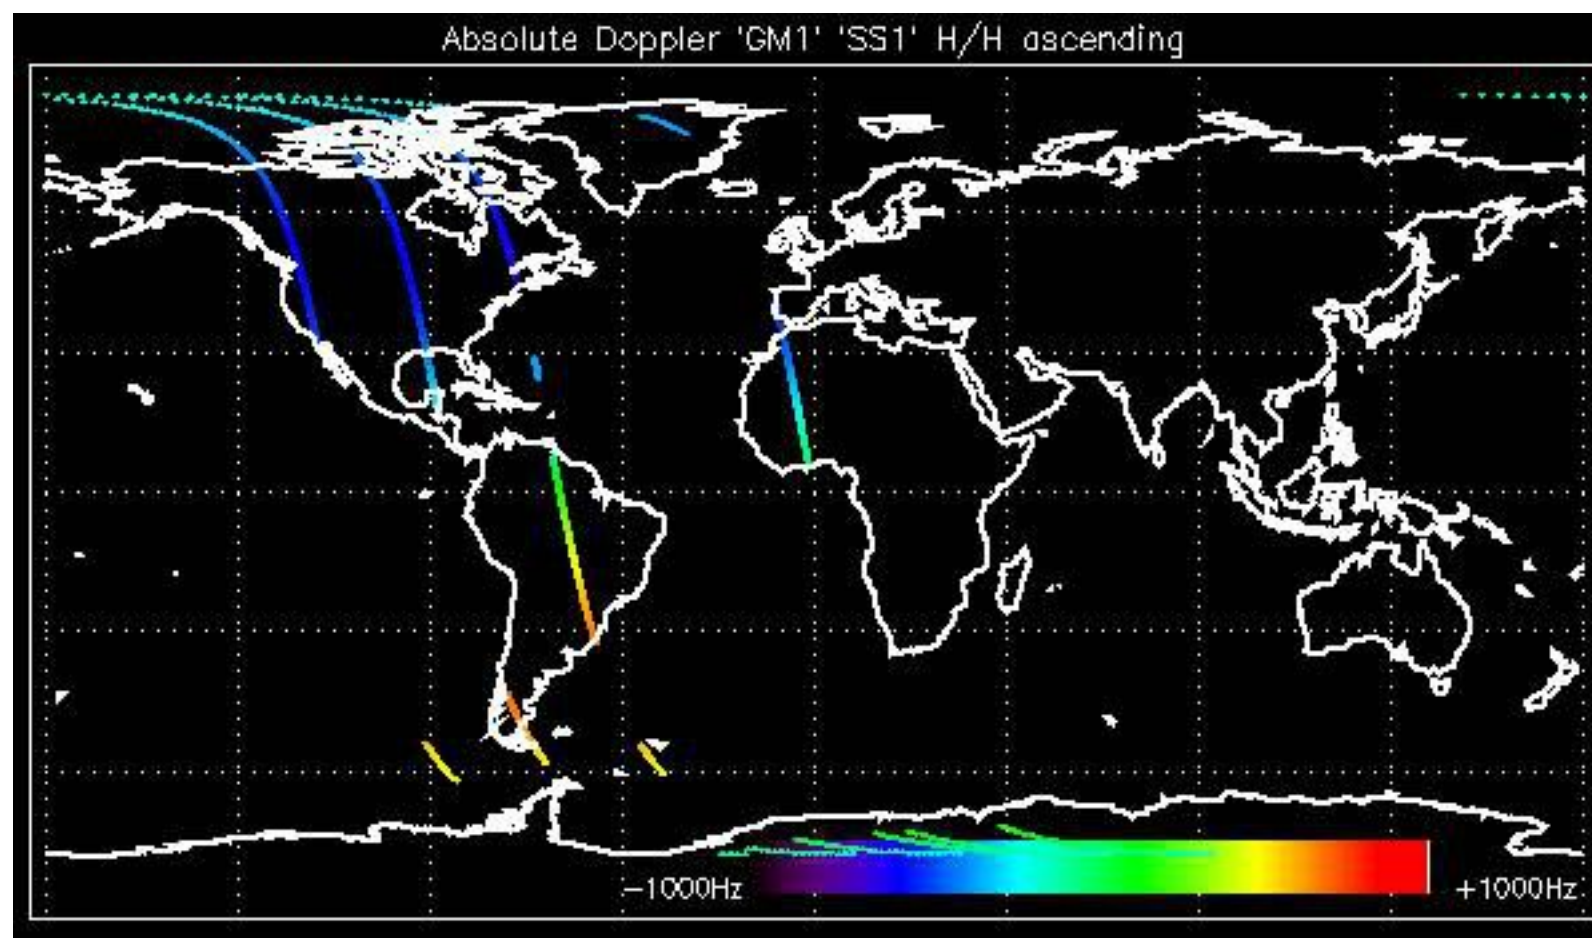 Absolute Doppler 'GM1' 'SS1' H/H ascending
-1000Hz +1000Hz